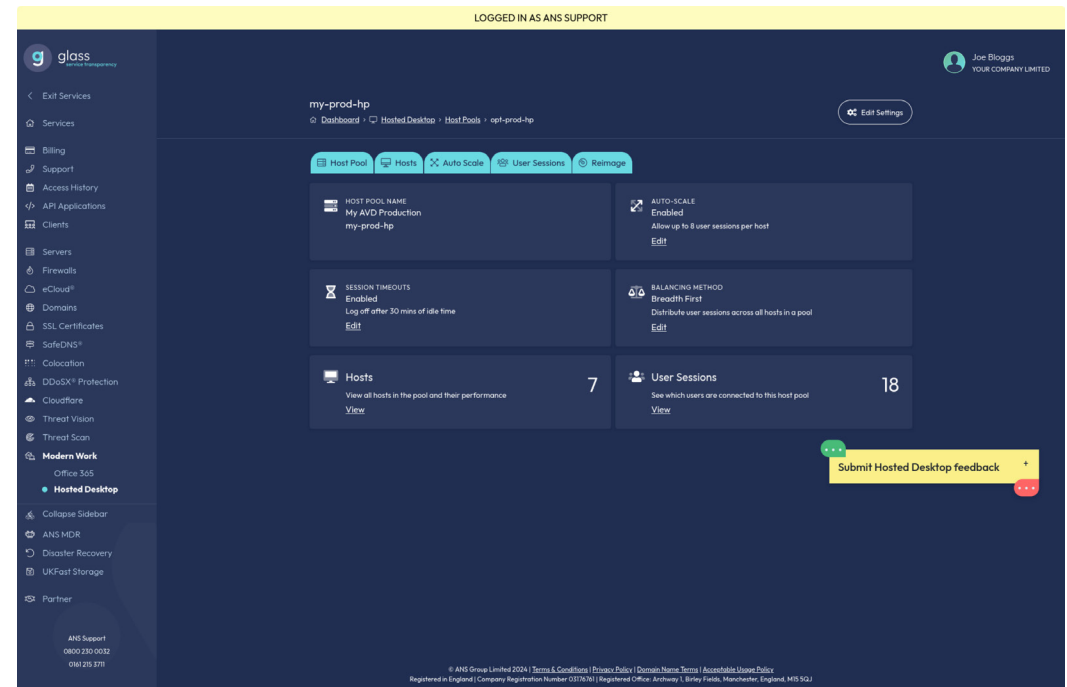 LOGGED IN AS ANS SUPPORT
g glass
service transparency
Joe Bloggs
YOUR COMPANY LIMITED
Exit Services
Services
Billing
Support
Access History
API Applications
Clients
Servers
Firewalls
eCloud®
Domains
SSL Certificates
SafeDNS®
Colocation
DDoSX® Protection
Cloudflare
Threat Vision
Threat Scan
Modern Work
Office 365
Hosted Desktop
Collapse Sidebar
ANS MDR
Disaster Recovery
UKFast Storage
Partner
ANS Support
0800 230 0032
0161 215 3711
my-prod-hp
Dashboard › Hosted Desktop › Host Pools › opf-prod-hp
Edit Settings
Host Pool Hosts Auto Scale User Sessions Reimage
HOST POOL NAME
My AVD Production
my-prod-hp
AUTO-SCALE
Enabled
Allow up to 8 user sessions per host
Edit
SESSION TIMEOUTS
Enabled
Log off after 30 mins of idle time
Edit
BALANCING METHOD
Breadth First
Distribute user sessions across all hosts in a pool
Edit
Hosts
View all hosts in the pool and their performance
View
7
User Sessions
See which users are connected to this host pool
View
18
Submit Hosted Desktop feedback +
© ANS Group Limited 2024 | Terms & Conditions | Privacy Policy | Domain Name Terms | Acceptable Usage Policy
Registered in England | Company Registration Number 03176761 | Registered Office: Archway 1, Birley Fields, Manchester, England, M15 5QJ